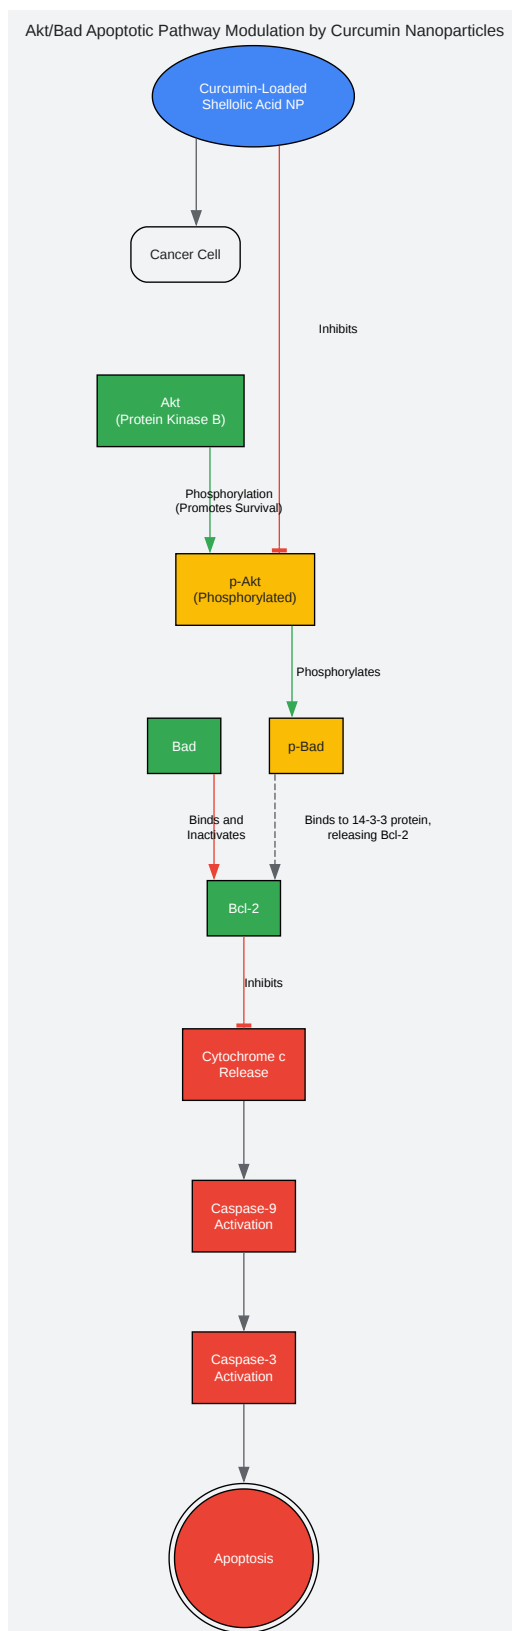 Akt/Bad Apoptotic Pathway Modulation by Curcumin Nanoparticles
Curcumin-Loaded
Shellolic Acid NP
Cancer Cell
Inhibits
Akt
(Protein Kinase B)
Phosphorylation
(Promotes Survival)
p-Akt
(Phosphorylated)
Phosphorylates
Bad
p-Bad
Binds and
Inactivates
Binds to 14-3-3 protein,
releasing Bcl-2
Bcl-2
Inhibits
Cytochrome c
Release
Caspase-9
Activation
Caspase-3
Activation
Apoptosis